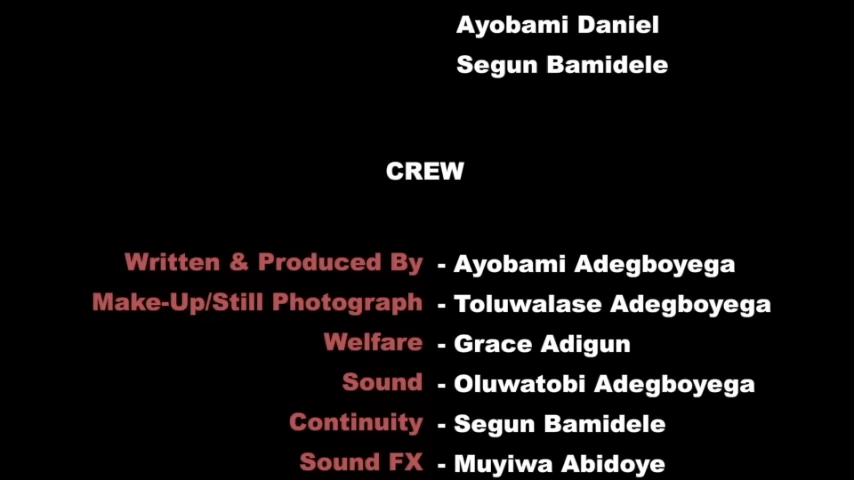 Ayobami Daniel
Segun Bamidele
CREW
Written & Produced By - Ayobami Adegboyega
Make-Up/Still Photograph - Toluwalase Adegboyega
Welfare - Grace Adigun
Sound - Oluwatobi Adegboyega
Continuity - Segun Bamidele
Sound FX - Muyiwa Abidoye